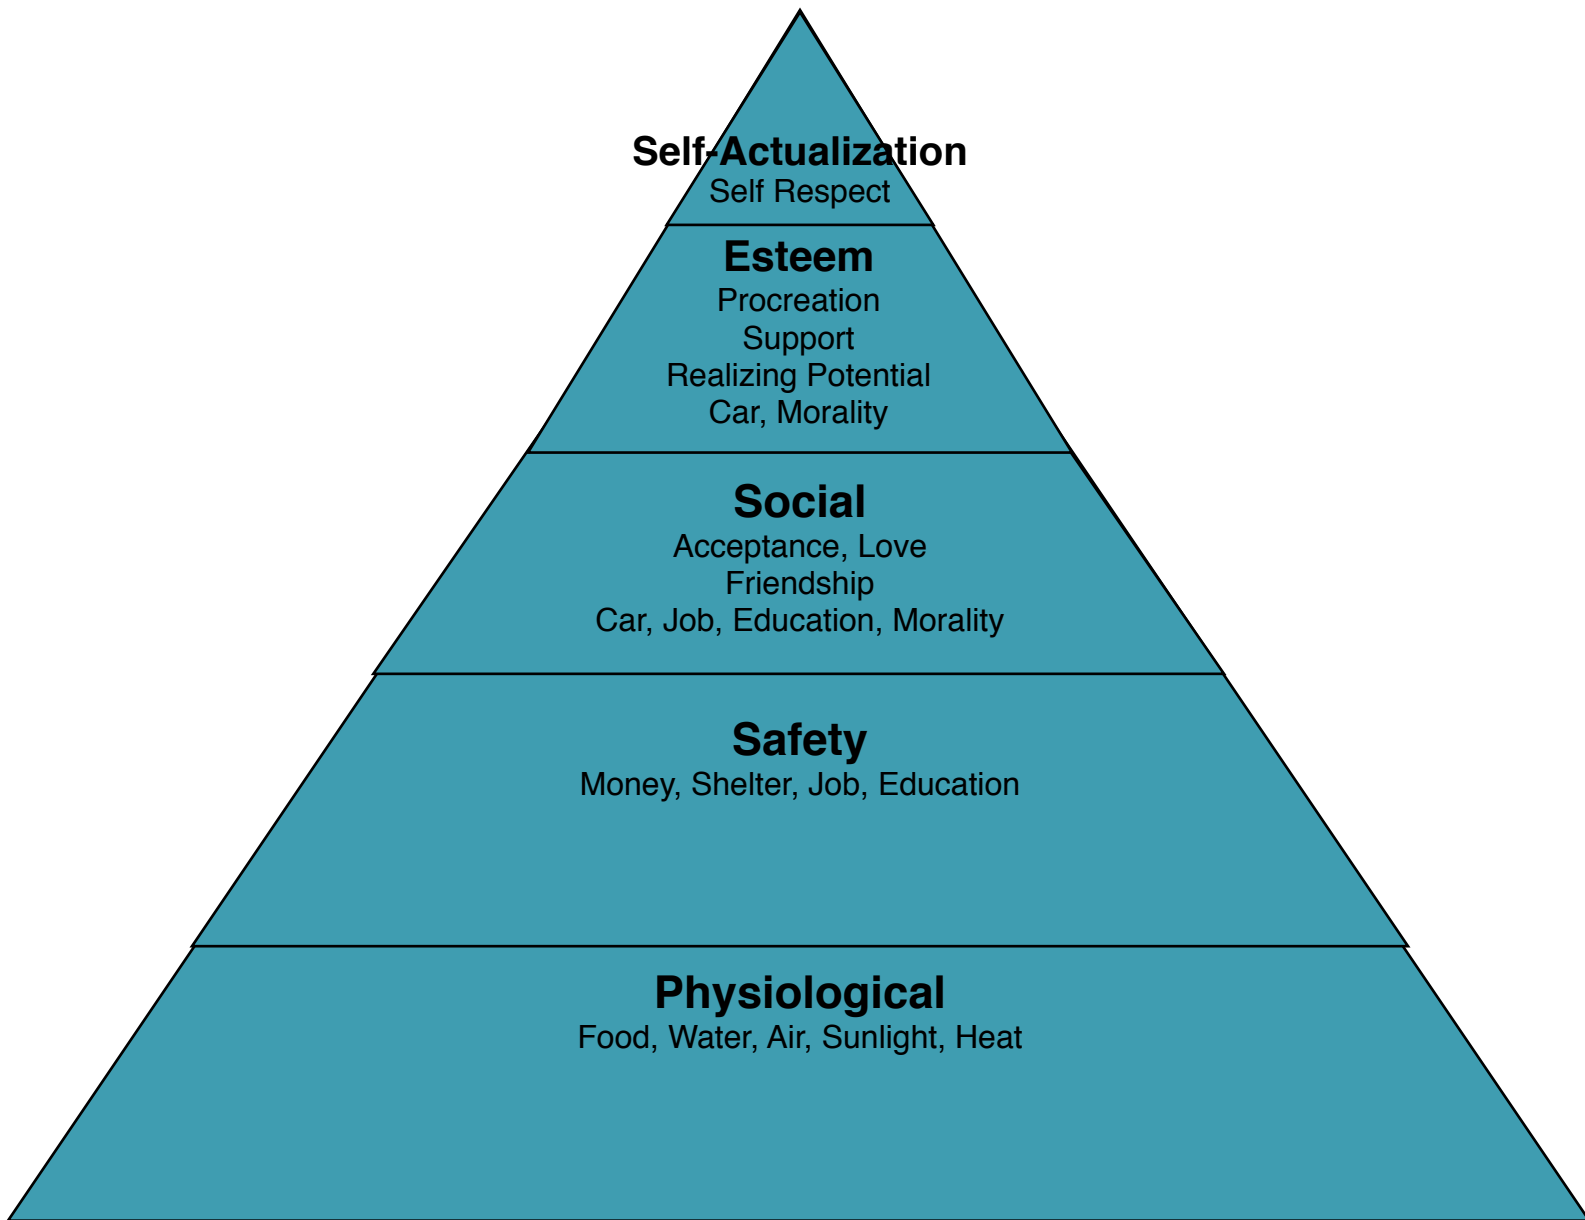 Self-Actualization
Self Respect
Esteem
Procreation
Support
Realizing Potential
Car, Morality
Social
Acceptance, Love
Friendship
Car, Job, Education, Morality
Safety
Money, Shelter, Job, Education
Physiological
Food, Water, Air, Sunlight, Heat